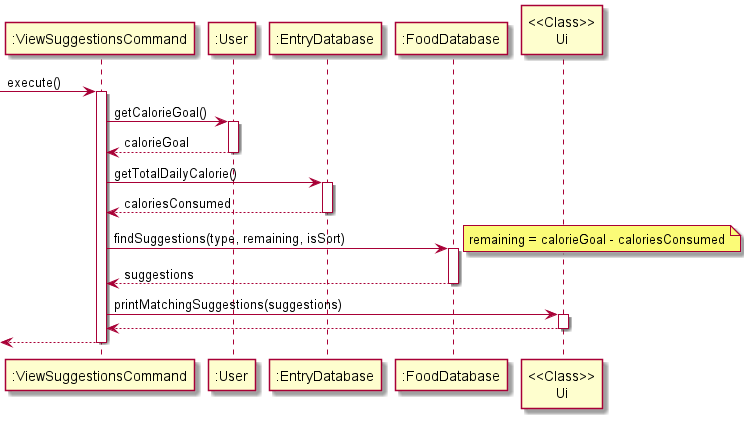 <<Class>>
:ViewSuggestionsCommand :User :EntryDatabase :FoodDatabase Ui
execute()
getCalorieGoal()
calorieGoal
getTotalDailyCalorie()
caloriesConsumed
findSuggestions(type, remaining, isSort)
remaining = calorieGoal - caloriesConsumed
suggestions
printMatchingSuggestions(suggestions)
<<Class>>
:ViewSuggestionsCommand :User :EntryDatabase :FoodDatabase Ui